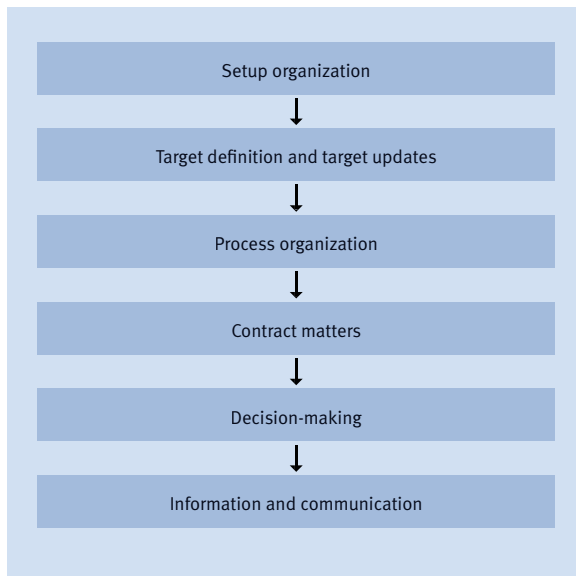 Setup organization
Target definition and target updates
Process organization
Contract matters
Decision-making
Information and communication